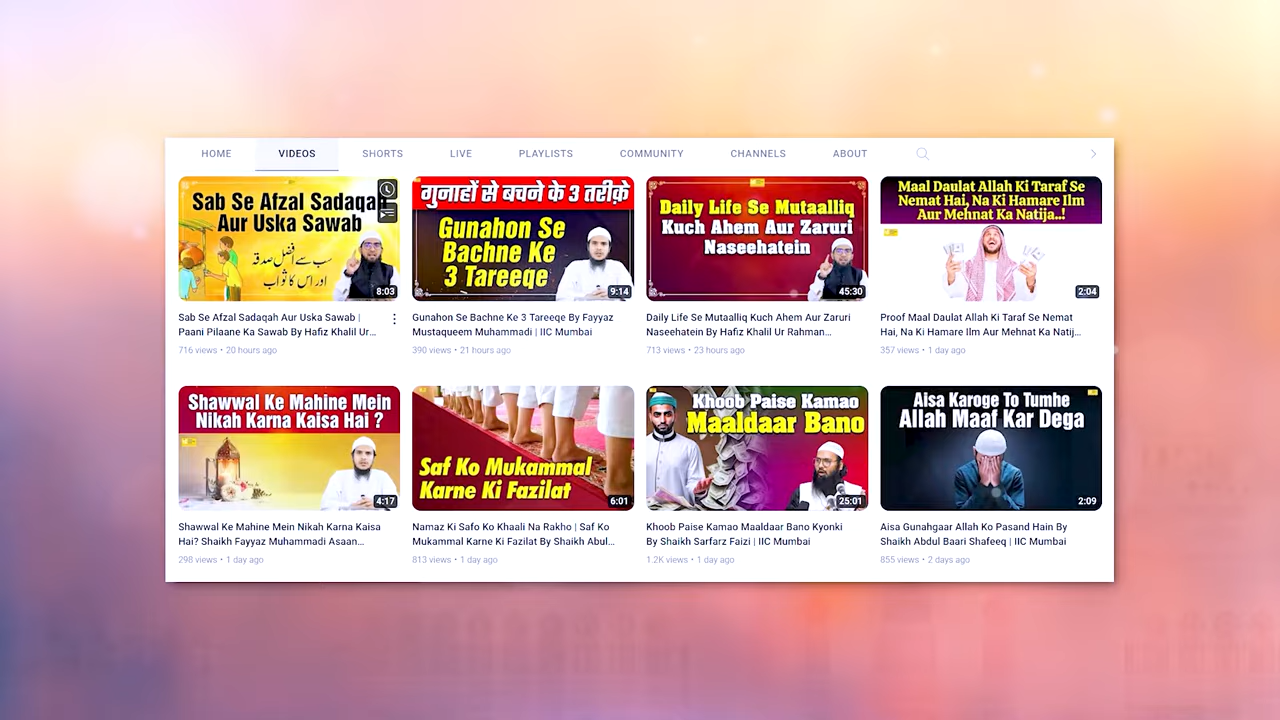 HOME VIDEOS SHORTS LIVE PLAYLISTS COMMUNITY CHANNELS ABOUT
Sab Se Afzal Sadaqah
Aur Uska Sawab
سب سے افضل صدقہ
اور اس کا ثواب
8:03
गुनाहों से बचने के 3 तरीक़े
Gunahon Se
Bachne Ke
3 Tareeqe
9:14
Daily Life Se Mutaalliq
Kuch Ahem Aur Zaruri
Naseehatein
45:30
Maal Daulat Allah Ki Taraf Se
Nemat Hai, Na Ki Hamare Ilm
Aur Mehnat Ka Natija..!
2:04
Sab Se Afzal Sadaqah Aur Uska Sawab |
Paani Pilaane Ka Sawab By Hafiz Khalil Ur...
716 views • 20 hours ago
Gunahon Se Bachne Ke 3 Tareeqe By Fayyaz
Mustaqueem Muhammadi | IIC Mumbai
390 views • 21 hours ago
Daily Life Se Mutaalliq Kuch Ahem Aur Zaruri
Naseehatein By Hafiz Khalil Ur Rahman...
713 views • 23 hours ago
Proof Maal Daulat Allah Ki Taraf Se Nemat
Hai, Na Ki Hamare Ilm Aur Mehnat Ka Natij...
357 views • 1 day ago
Shawwal Ke Mahine Mein
Nikah Karna Kaisa Hai ?
4:17
Saf Ko Mukammal
Karne Ki Fazilat
6:01
Khoob Paise Kamao
Maaldaar Bano
25:01
Aisa Karoge To Tumhe
Allah Maaf Kar Dega
2:09
Shawwal Ke Mahine Mein Nikah Karna Kaisa
Hai? Shaikh Fayyaz Muhammadi Asaan...
298 views • 1 day ago
Namaz Ki Safo Ko Khaali Na Rakho | Saf Ko
Mukammal Karne Ki Fazilat By Shaikh Abul...
813 views • 1 day ago
Khoob Paise Kamao Maaldaar Bano Kyonki
By Shaikh Sarfarz Faizi | IIC Mumbai
1.2K views • 1 day ago
Aisa Gunahgaar Allah Ko Pasand Hain By
Shaikh Abdul Baari Shafeeq | IIC Mumbai
855 views • 2 days ago